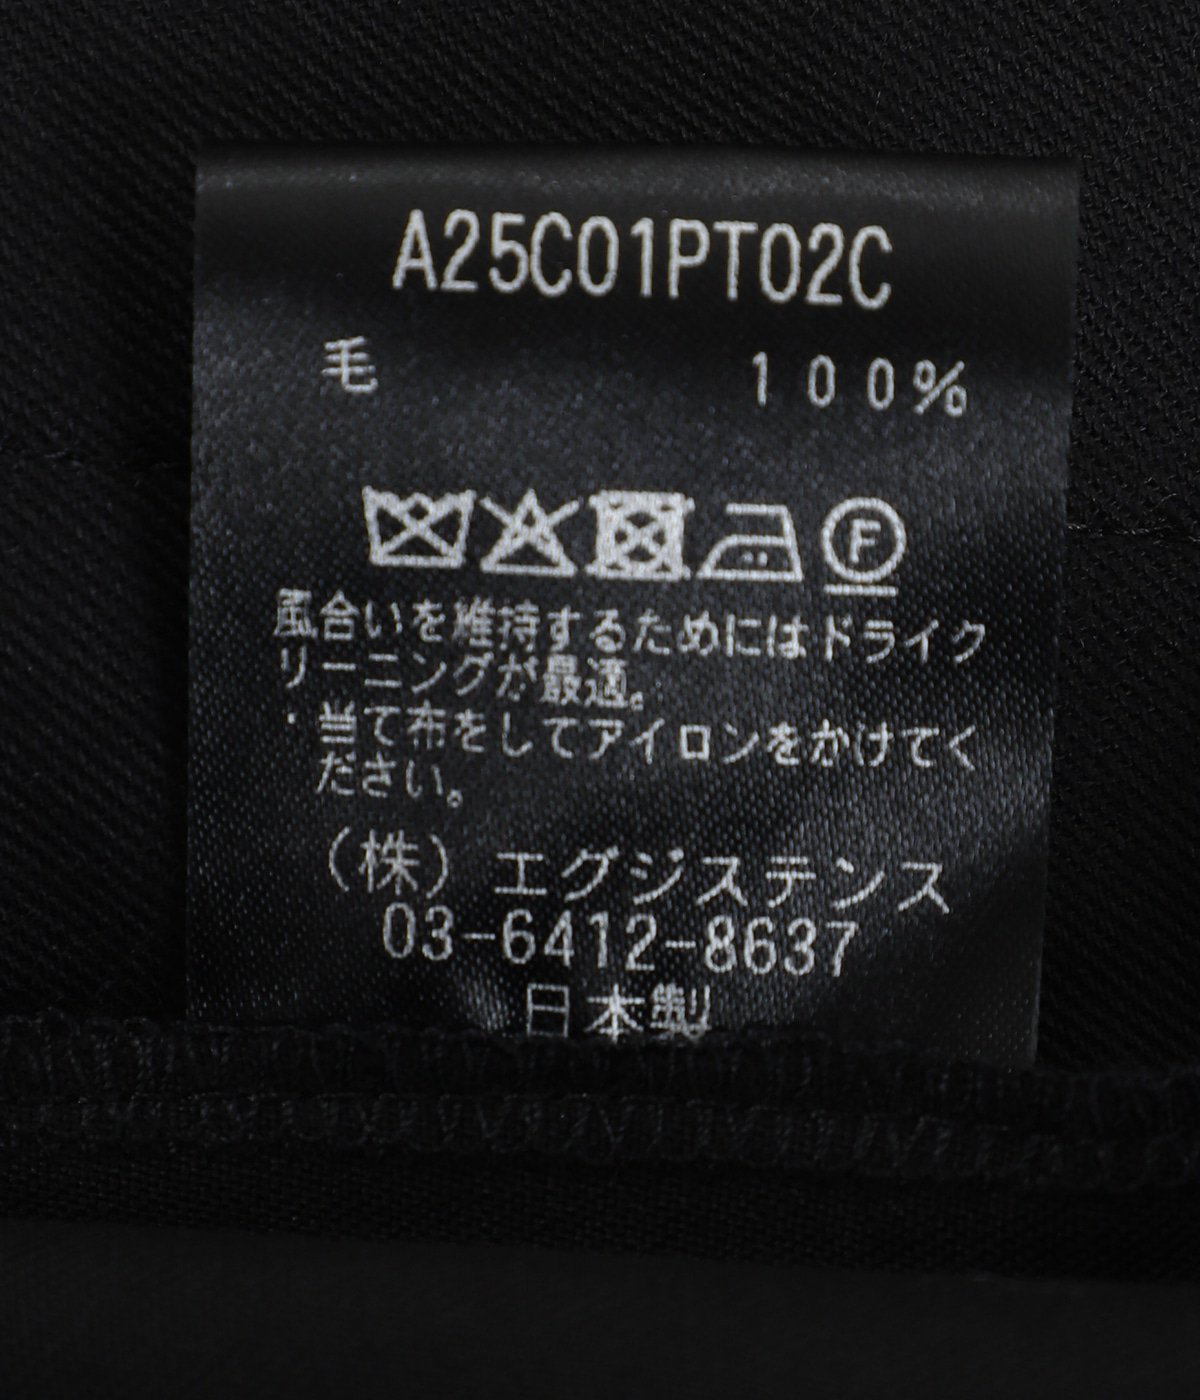 A25C01PT02C
毛 100%
F
風合いを維持するためにはドライク
リーニングが最適。
・当て布をしてアイロンをかけてく
ださい。
(株)エグジステンス
03-6412-8637
日本製